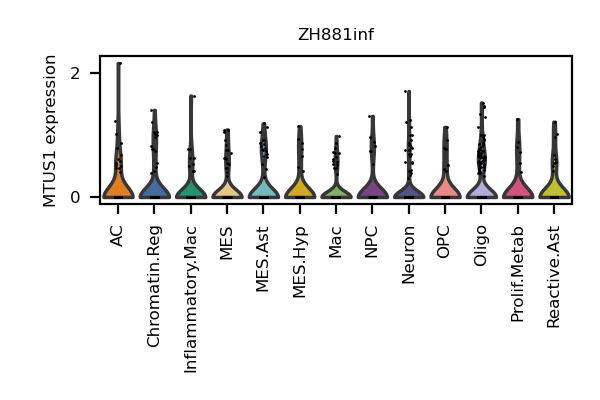 ZH881inf
MTUS1 expression
2
0
AC
Chromatin.Reg
Inflammatory.Mac
MES
MES.Ast
MES.Hyp
Mac
NPC
Neuron
OPC
Oligo
Prolif.Metab
Reactive.Ast